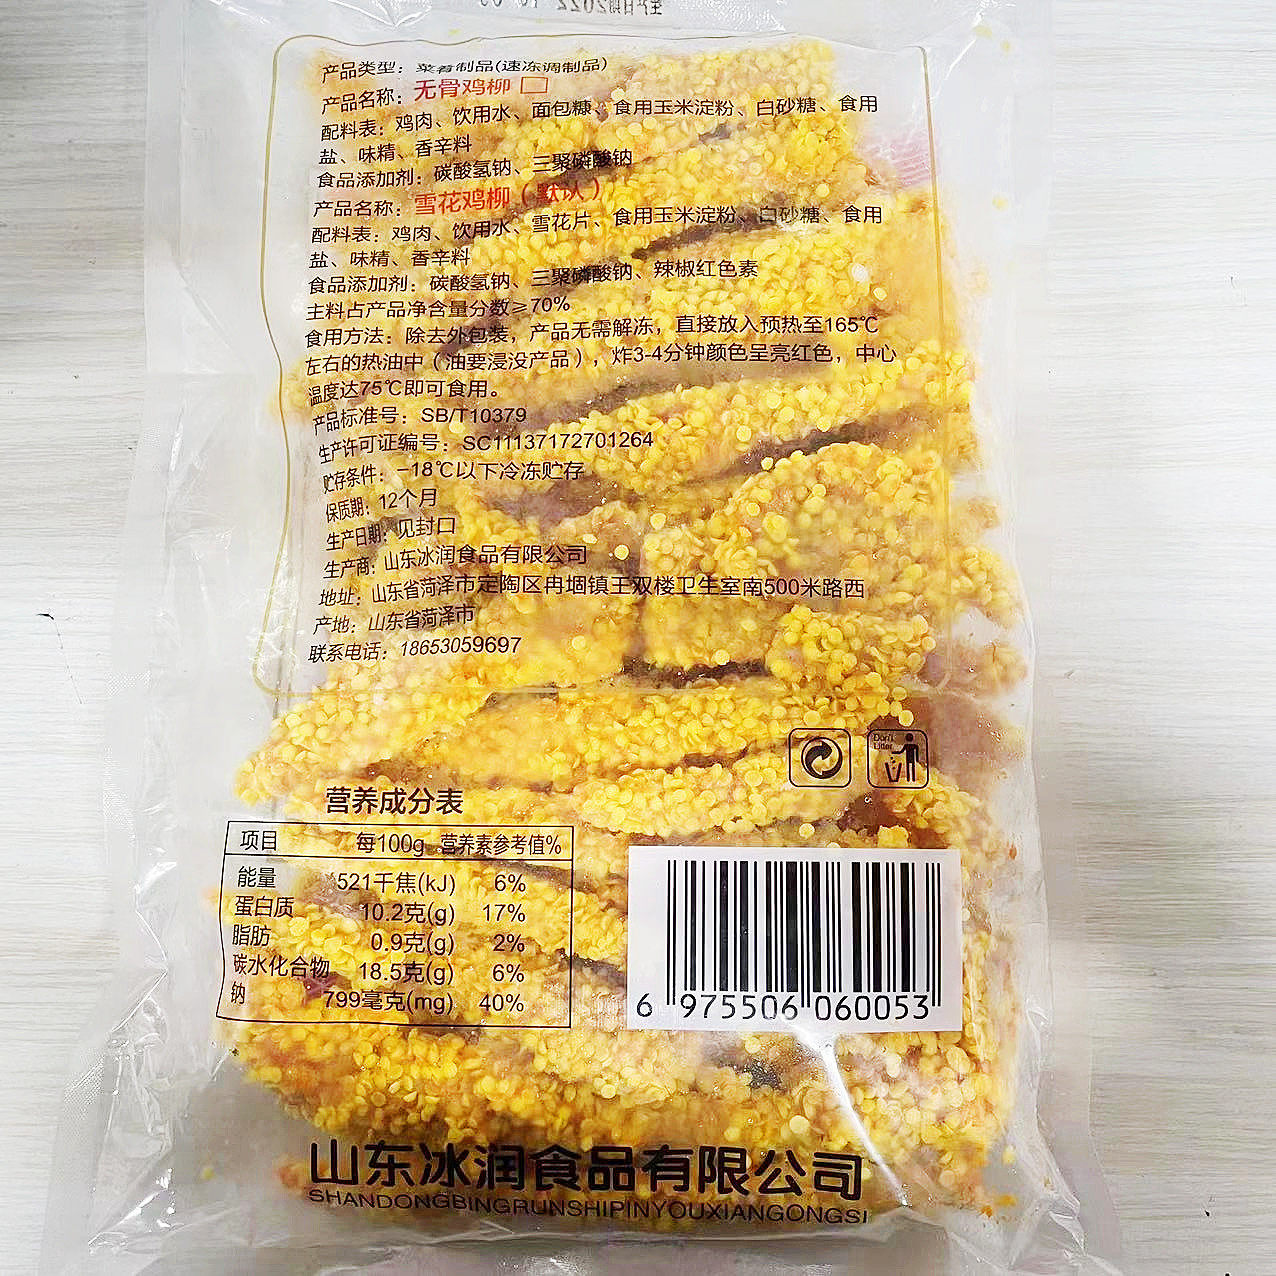 生产日期2022
产品类型：菜肴制品(速冻调制品)
产品名称：无骨鸡柳
配料表：鸡肉、饮用水、面包糠、食用玉米淀粉、白砂糖、食用
盐、味精、香辛料
食品添加剂：碳酸氢钠、三聚磷酸钠
产品名称：雪花鸡柳（默认）
配料表：鸡肉、饮用水、雪花片、食用玉米淀粉、白砂糖、食用
盐、味精、香辛料
食品添加剂：碳酸氢钠、三聚磷酸钠、辣椒红色素
主料占产品净含量分数≥70%
食用方法：除去外包装，产品无需解冻，直接放入预热至165℃
左右的热油中（油要浸没产品），炸3-4分钟颜色呈亮红色，中心
温度达75℃即可食用。
产品标准号：SB/T10379
生产许可证编号：SC11137172701264
贮存条件：-18℃以下冷冻贮存
保质期：12个月
生产日期：见封口
生产商：山东冰润食品有限公司
地址：山东省菏泽市定陶区冉堌镇王双楼卫生室南500米路西
产地：山东省菏泽市
联系电话：18653059697
Don't
Litter
营养成分表
项目 每100g 营养素参考值%
能量 521千焦(kJ) 6%
蛋白质 10.2克(g) 17%
脂肪 0.9克(g) 2%
碳水化合物 18.5克(g) 6%
钠 799毫克(mg) 40%
6 975506 060053
山东冰润食品有限公司
SHANDONGBINGRUNSHIPINYOUXIANGONGSI